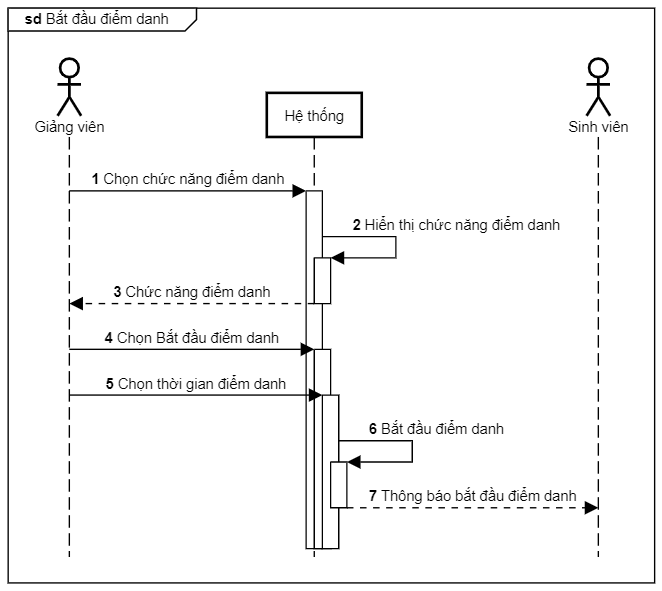 sd Bắt đầu điểm danh
Giảng viên
Hệ thống
Sinh viên
1 Chọn chức năng điểm danh
2 Hiển thị chức năng điểm danh
3 Chức năng điểm danh
4 Chọn Bắt đầu điểm danh
5 Chọn thời gian điểm danh
6 Bắt đầu điểm danh
7 Thông báo bắt đầu điểm danh